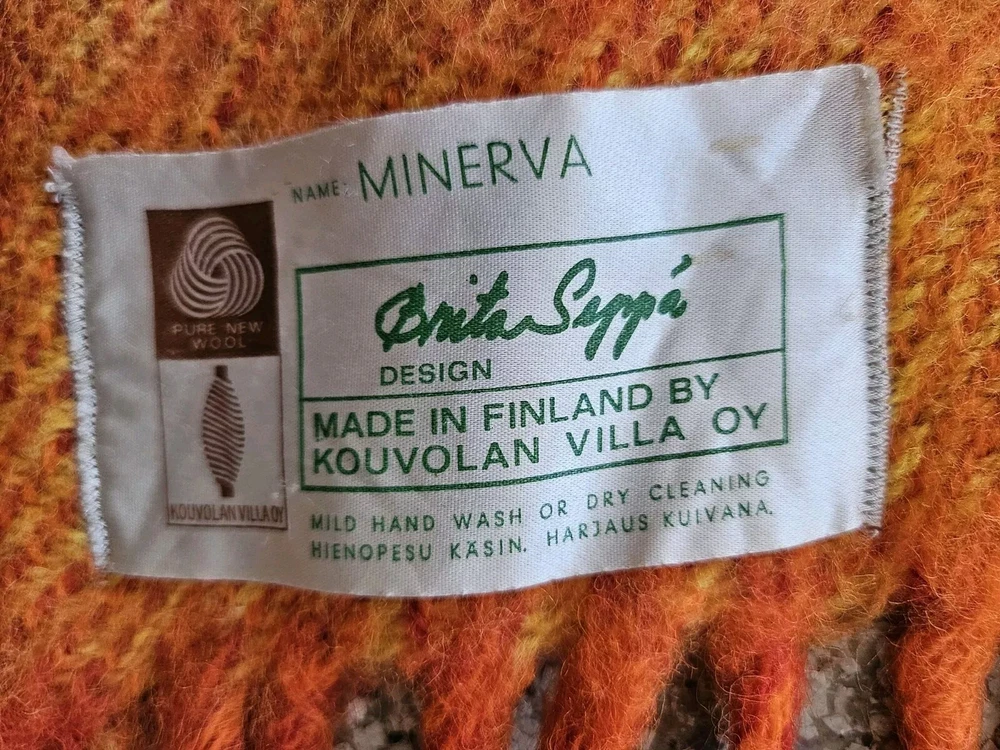 NAME: MINERVA
PURE NEW
WOOL
KOUVOLAN VILLA OY
Brita Seppä
DESIGN
MADE IN FINLAND BY
KOUVOLAN VILLA OY
MILD HAND WASH OR DRY CLEANING
HIENOPESU KÄSIN. HARJAUS KUIVANA.